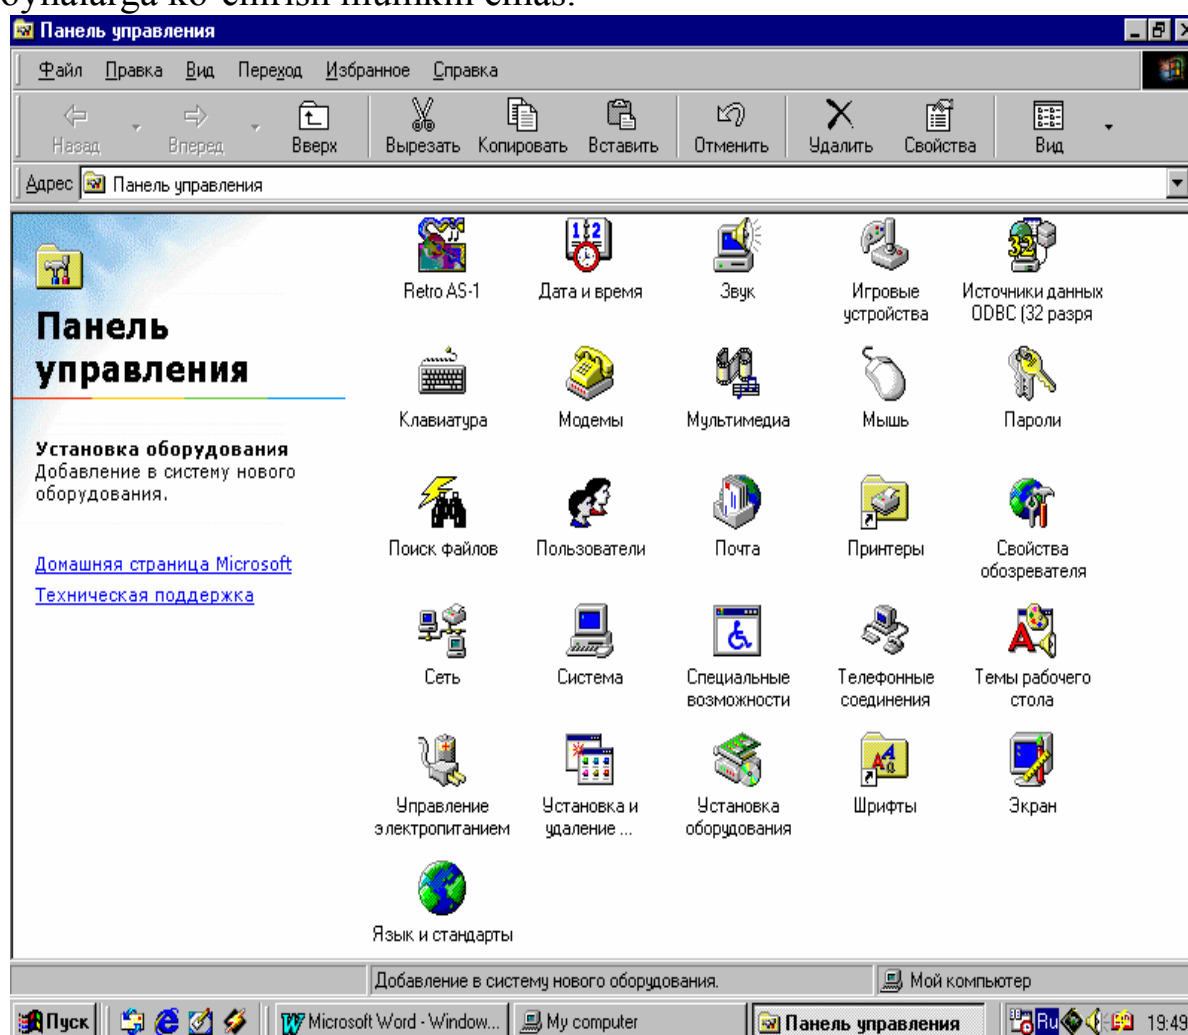 oynalarga ko'chirish mumkin emas.
Панель управления
Файл Правка Вид Переход Избранное Справка
Назад Вперед Вверх Вырезать Копировать Вставить Отменить Удалить Свойства Вид
Адрес Панель управления
Панель
управления
Установка оборудования
Добавление в систему нового
оборудования.
Домашняя страница Microsoft
Техническая поддержка
Retro AS-1 Дата и время Звук Игровые Источники данных
устройства ODBC (32 разря
Клавиатура Модемы Мультимедиа Мышь Пароли
Поиск файлов Пользователи Почта Принтеры Свойства
обозревателя
Сеть Система Специальные Телефонные Темы рабочего
возможности соединения стола
Управление Установка и Установка Шрифты Экран
электропитанием удаление ... оборудования
Язык и стандарты
Добавление в систему нового оборудования. Мой компьютер
Пуск Microsoft Word - Window... My computer Панель управления Ru 19:49